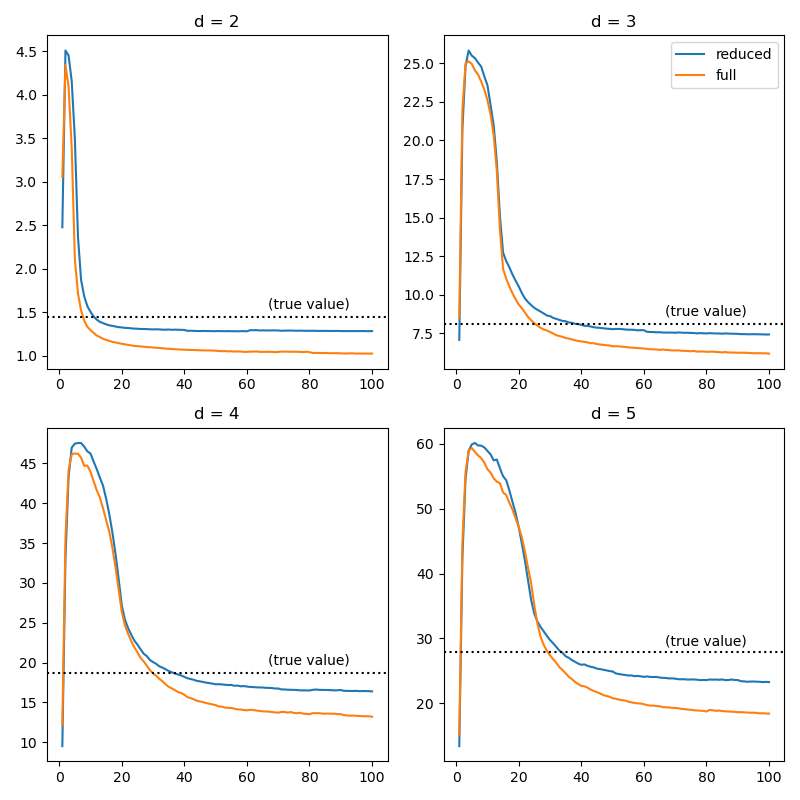 d = 2
4.5
4.0
3.5
3.0
2.5
2.0
1.5
1.0
(true value)
0 20 40 60 80 100
d = 3
reduced
full
25.0
22.5
20.0
17.5
15.0
12.5
10.0
7.5
(true value)
0 20 40 60 80 100
d = 4
45
40
35
30
25
20
15
10
(true value)
0 20 40 60 80 100
d = 5
60
50
40
30
20
(true value)
0 20 40 60 80 100